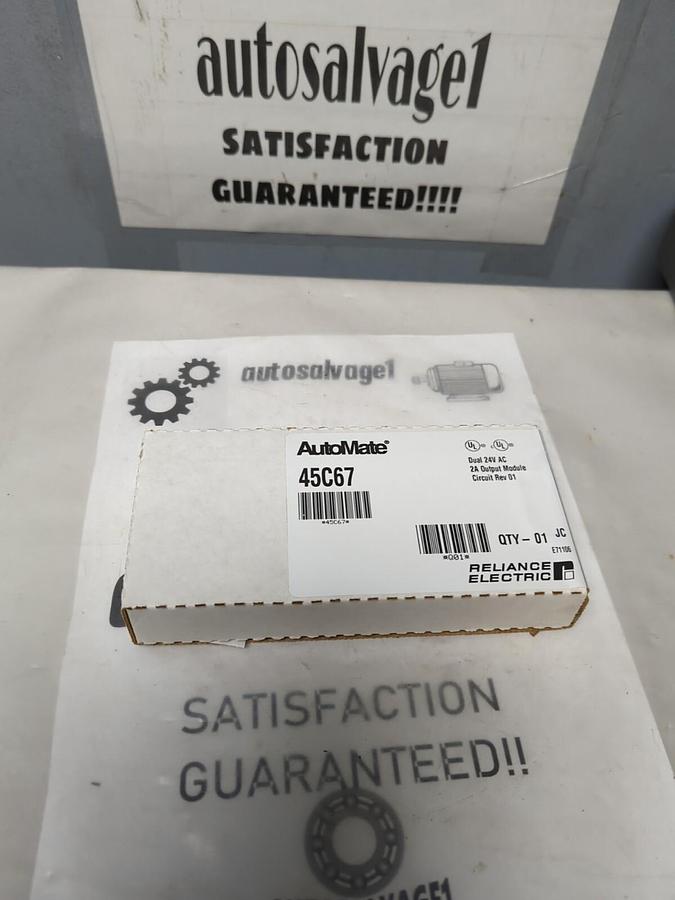 autosalvage1
SATISFACTION
GUARANTEED!!!!
autosalvage1
AutoMate®
45C67
*45C67*
Dual 24V AC
2A Output Module
Circuit Rev 01
*Q01*
QTY - 01 JC
E71106
RELIANCE
ELECTRIC
SATISFACTION
GUARANTEED!!